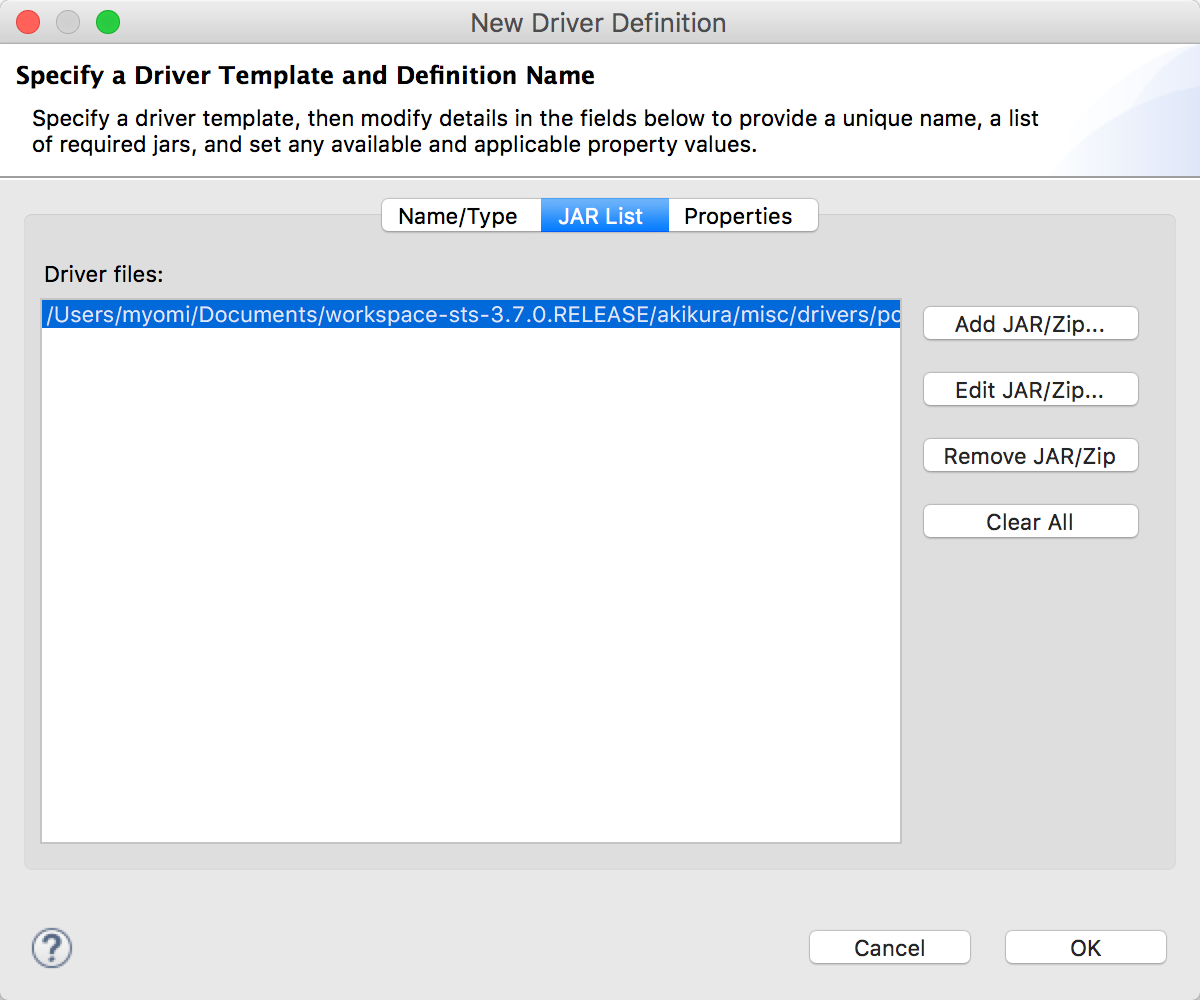 New Driver Definition
Specify a Driver Template and Definition Name
Specify a driver template, then modify details in the fields below to provide a unique name, a list
of required jars, and set any available and applicable property values.
Name/Type JAR List Properties
Driver files:
/Users/myomi/Documents/workspace-sts-3.7.0.RELEASE/akikura/misc/drivers/po
Add JAR/Zip...
Edit JAR/Zip...
Remove JAR/Zip
Clear All
?
Cancel OK